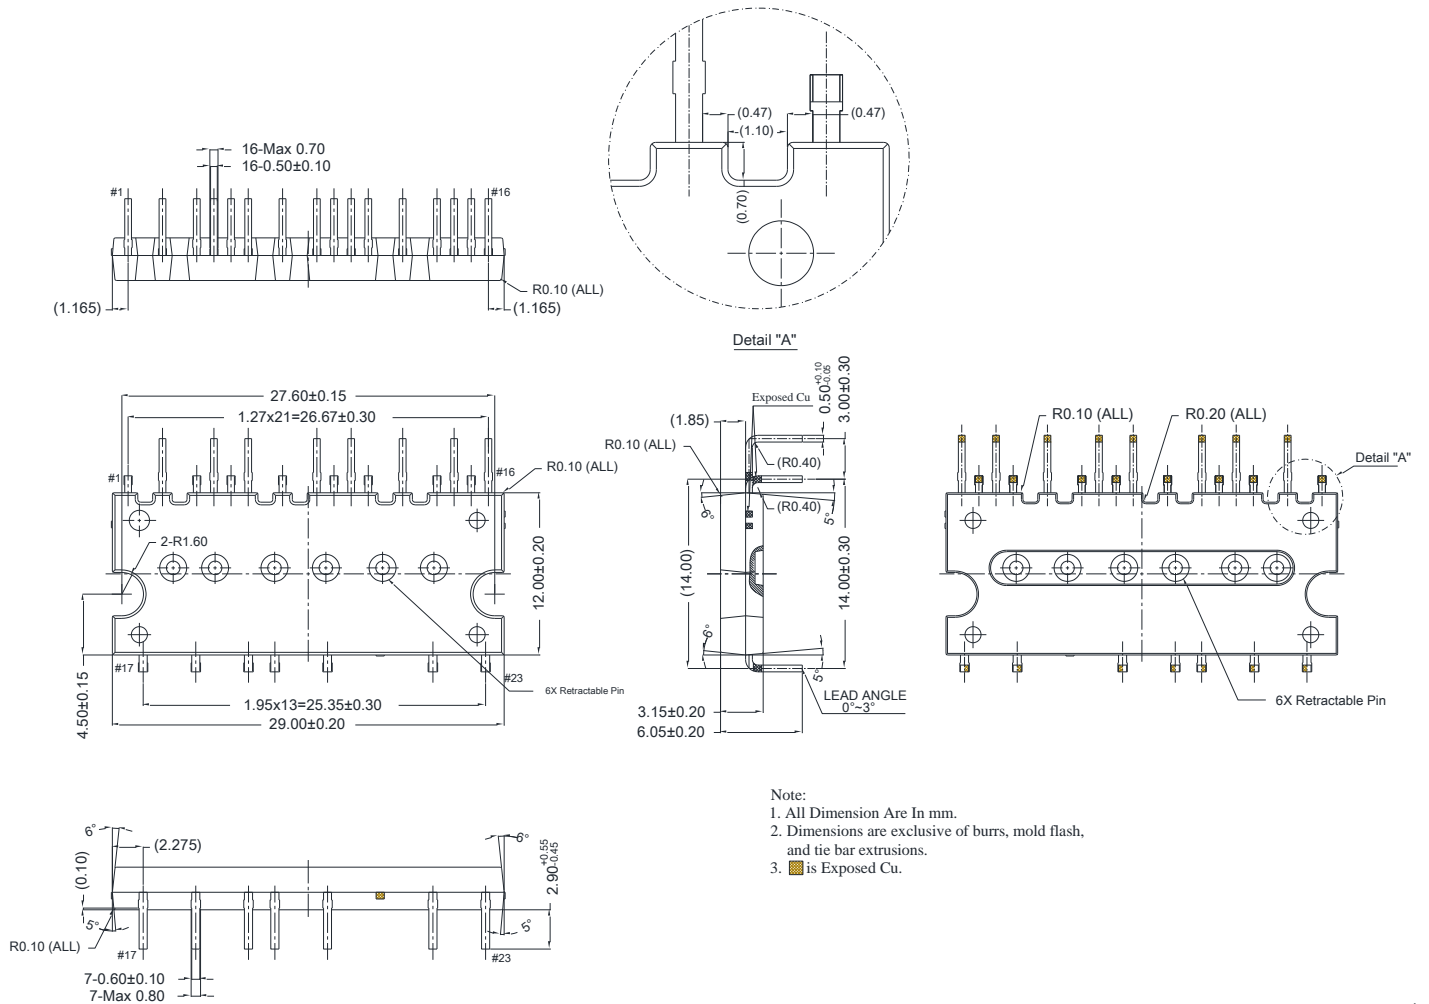 16-Max 0.70
16-0.50±0.10
#1
#16
R0.10 (ALL)
(1.165)
(1.165)
(0.47)
(0.47)
(1.10)
(0.70)
Detail "A"
27.60±0.15
1.27x21=26.67±0.30
#1
#16
R0.10 (ALL)
2-R1.60
12.00±0.20
4.50±0.15
#17
#23
6X Retractable Pin
1.95x13=25.35±0.30
29.00±0.20
Exposed Cu
0.50+0.10-0.05
3.00±0.30
(1.85)
R0.10 (ALL)
(R0.40)
(R0.40)
6°
5°
(14.00)
14.00±0.30
6°
5°
LEAD ANGLE
0°~3°
3.15±0.20
6.05±0.20
R0.10 (ALL)
R0.20 (ALL)
Detail "A"
6X Retractable Pin
6°
(2.275)
6°
(0.10)
2.90+0.55-0.45
5°
5°
R0.10 (ALL)
#17
#23
7-0.60±0.10
7-Max 0.80
Note:
1. All Dimension Are In mm.
2. Dimensions are exclusive of burrs, mold flash,
and tie bar extrusions.
3. is Exposed Cu.